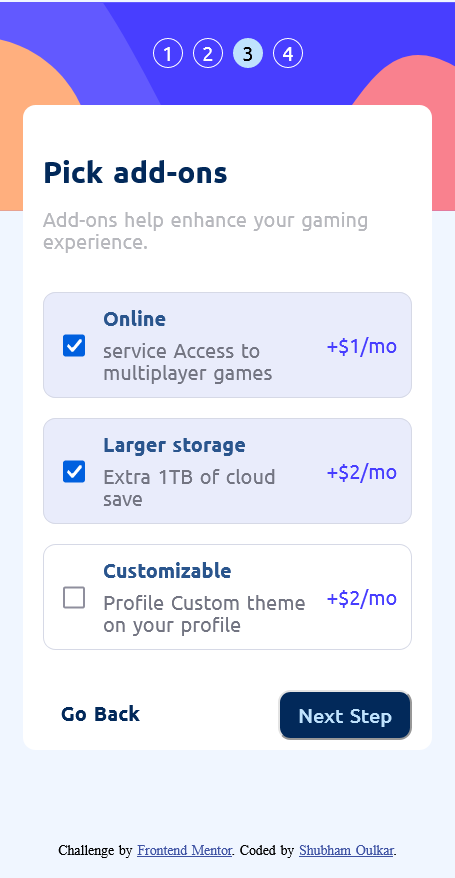 1 2 3 4
Pick add-ons
Add-ons help enhance your gaming
experience.
Online
service Access to
multiplayer games
+$1/mo
Larger storage
Extra 1TB of cloud
save
+$2/mo
Customizable
Profile Custom theme
on your profile
+$2/mo
Go Back
Next Step
Challenge by Frontend Mentor. Coded by Shubham Oulkar.